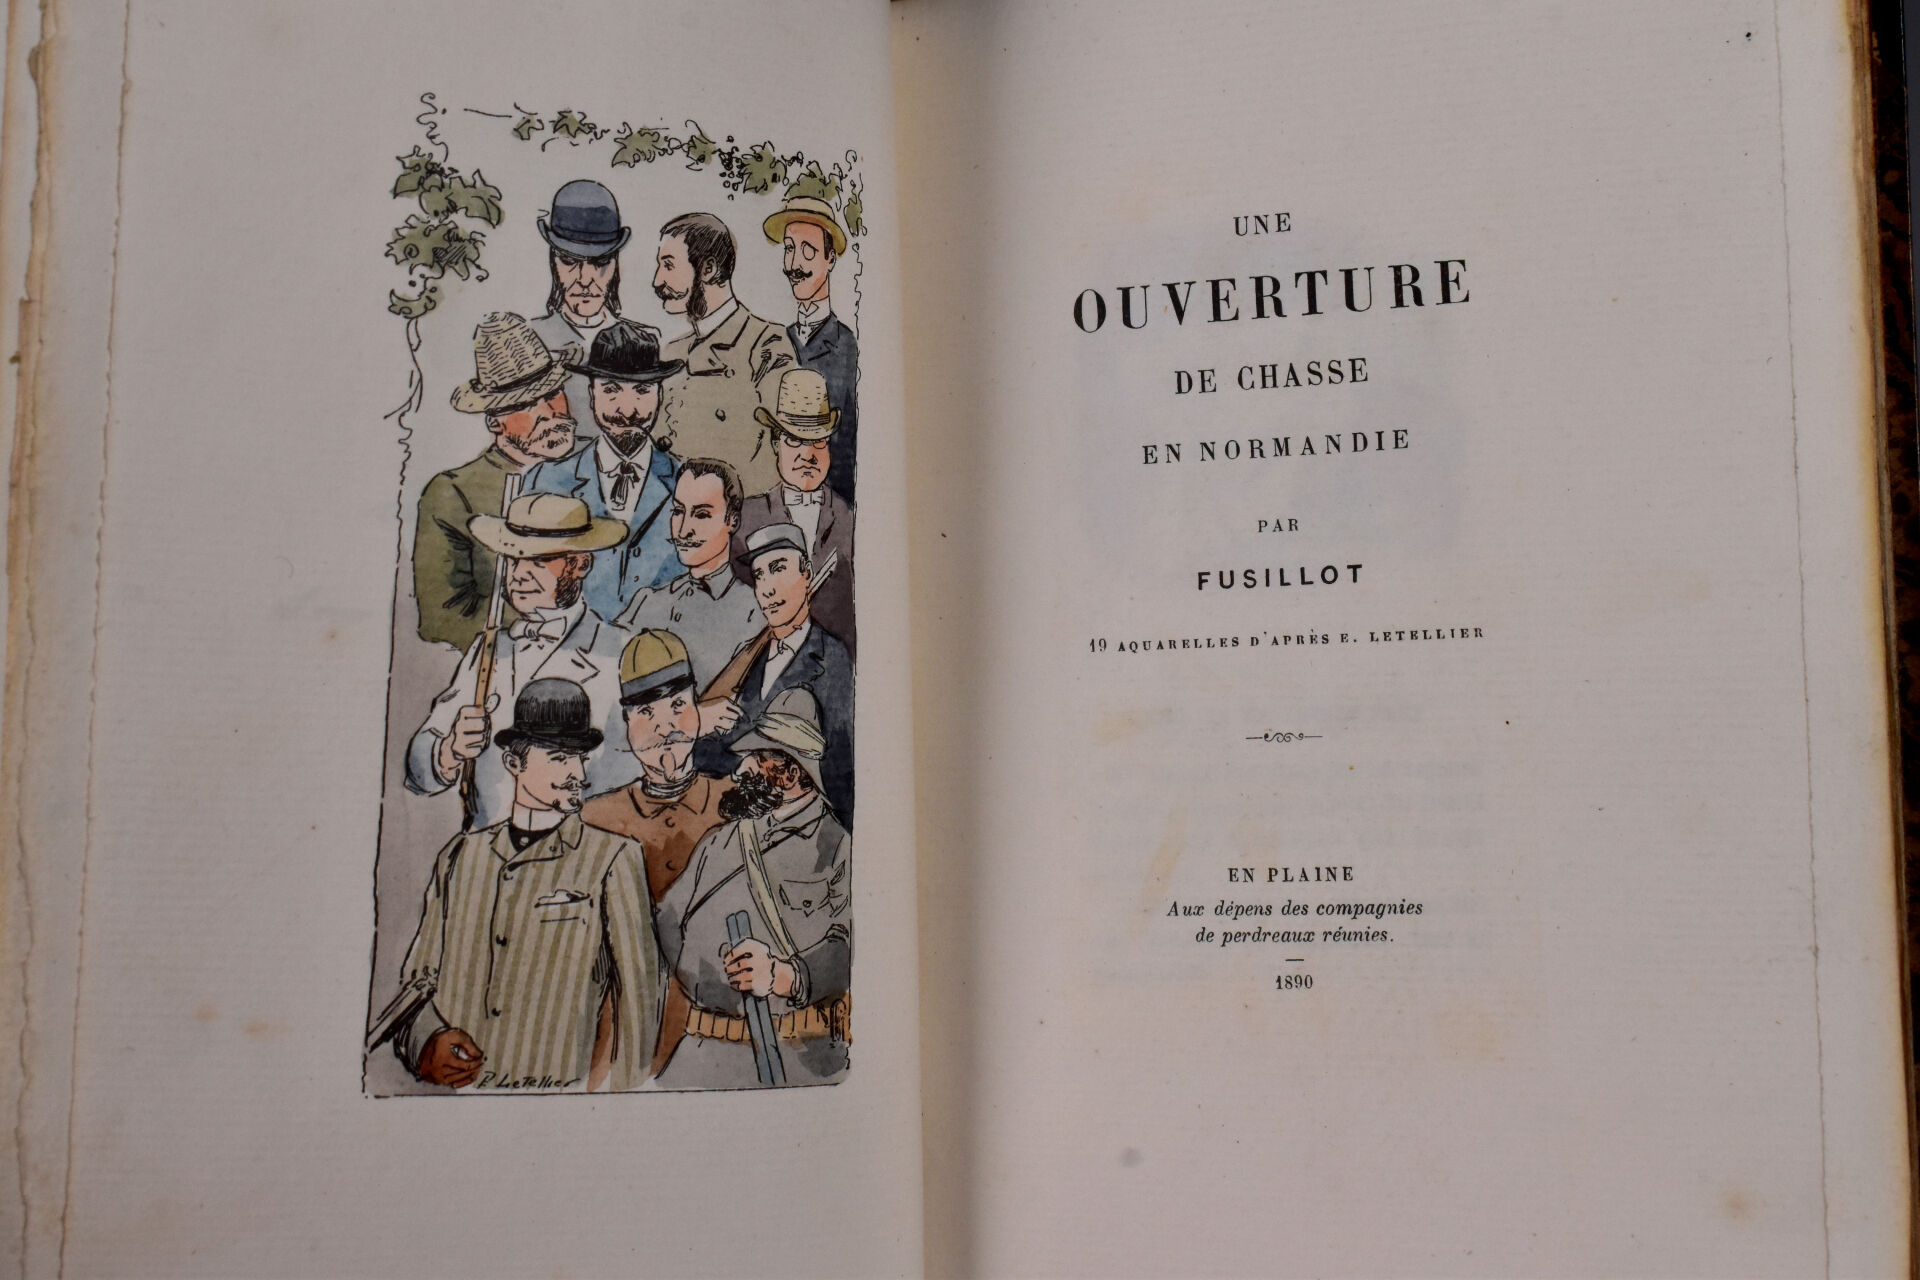 P. LeTellier
UNE
OUVERTURE
DE CHASSE
EN NORMANDIE
PAR
FUSILLOT
19 AQUARELLES D'APRÈS E. LETELLIER
EN PLAINE
Aux dépens des compagnies
de perdreaux réunies.
1890